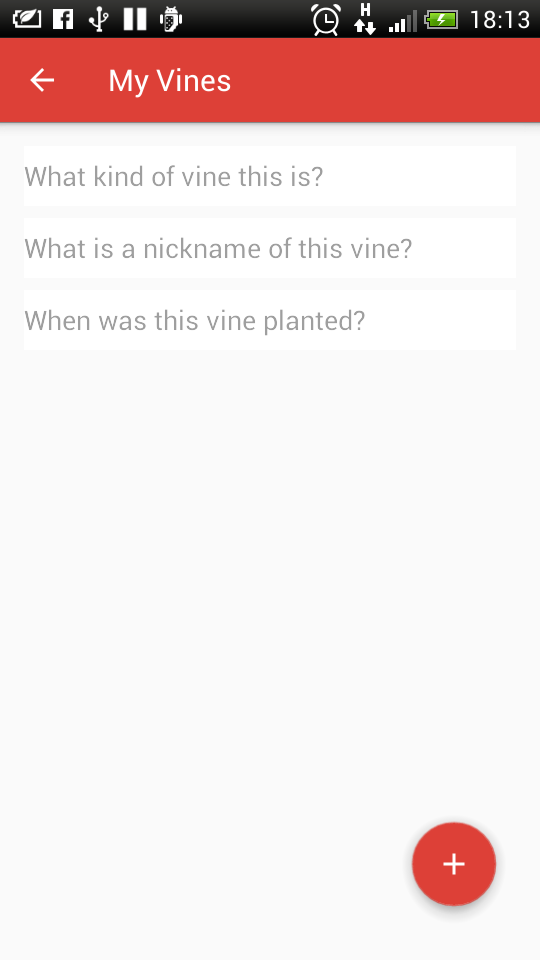 H
18:13
My Vines
What kind of vine this is?
What is a nickname of this vine?
When was this vine planted?